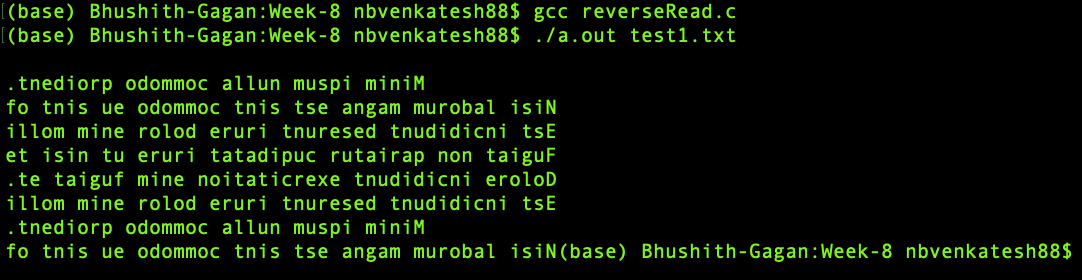 (base) Bhushith-Gagan:Week-8 nbvenkatesh88$ gcc reverseRead.c
(base) Bhushith-Gagan:Week-8 nbvenkatesh88$ ./a.out test1.txt
.tnediorp odommoc allun muspi miniM
fo tnis ue odommoc tnis tse angam murobal isiN
illom mine rolod eruri tnuresed tnudidicni tsE
et isin tu eruri tatadipuc rutairap non taiguF
.te taiguf mine noitaticrexe tnudidicni eroloD
illom mine rolod eruri tnuresed tnudidicni tsE
.tnediorp odommoc allun muspi miniM
fo tnis ue odommoc tnis tse angam murobal isiN(base) Bhushith-Gagan:Week-8 nbvenkatesh88$